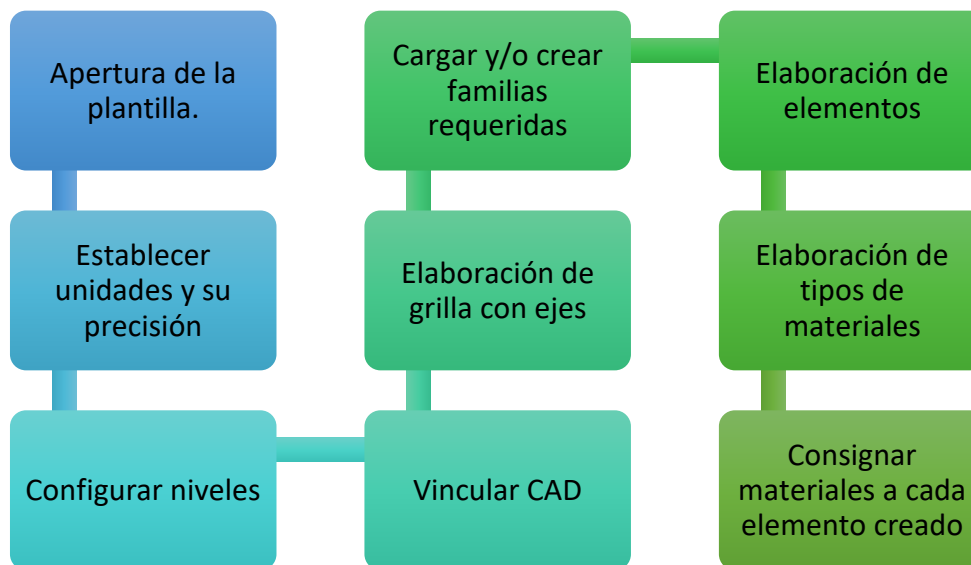 Apertura de la
plantilla.
Establecer
unidades y su
precisión
Configurar niveles
Vincular CAD
Elaboración de
grilla con ejes
Cargar y/o crear
familias
requeridas
Elaboración de
elementos
Elaboración de
tipos de
materiales
Consignar
materiales a cada
elemento creado